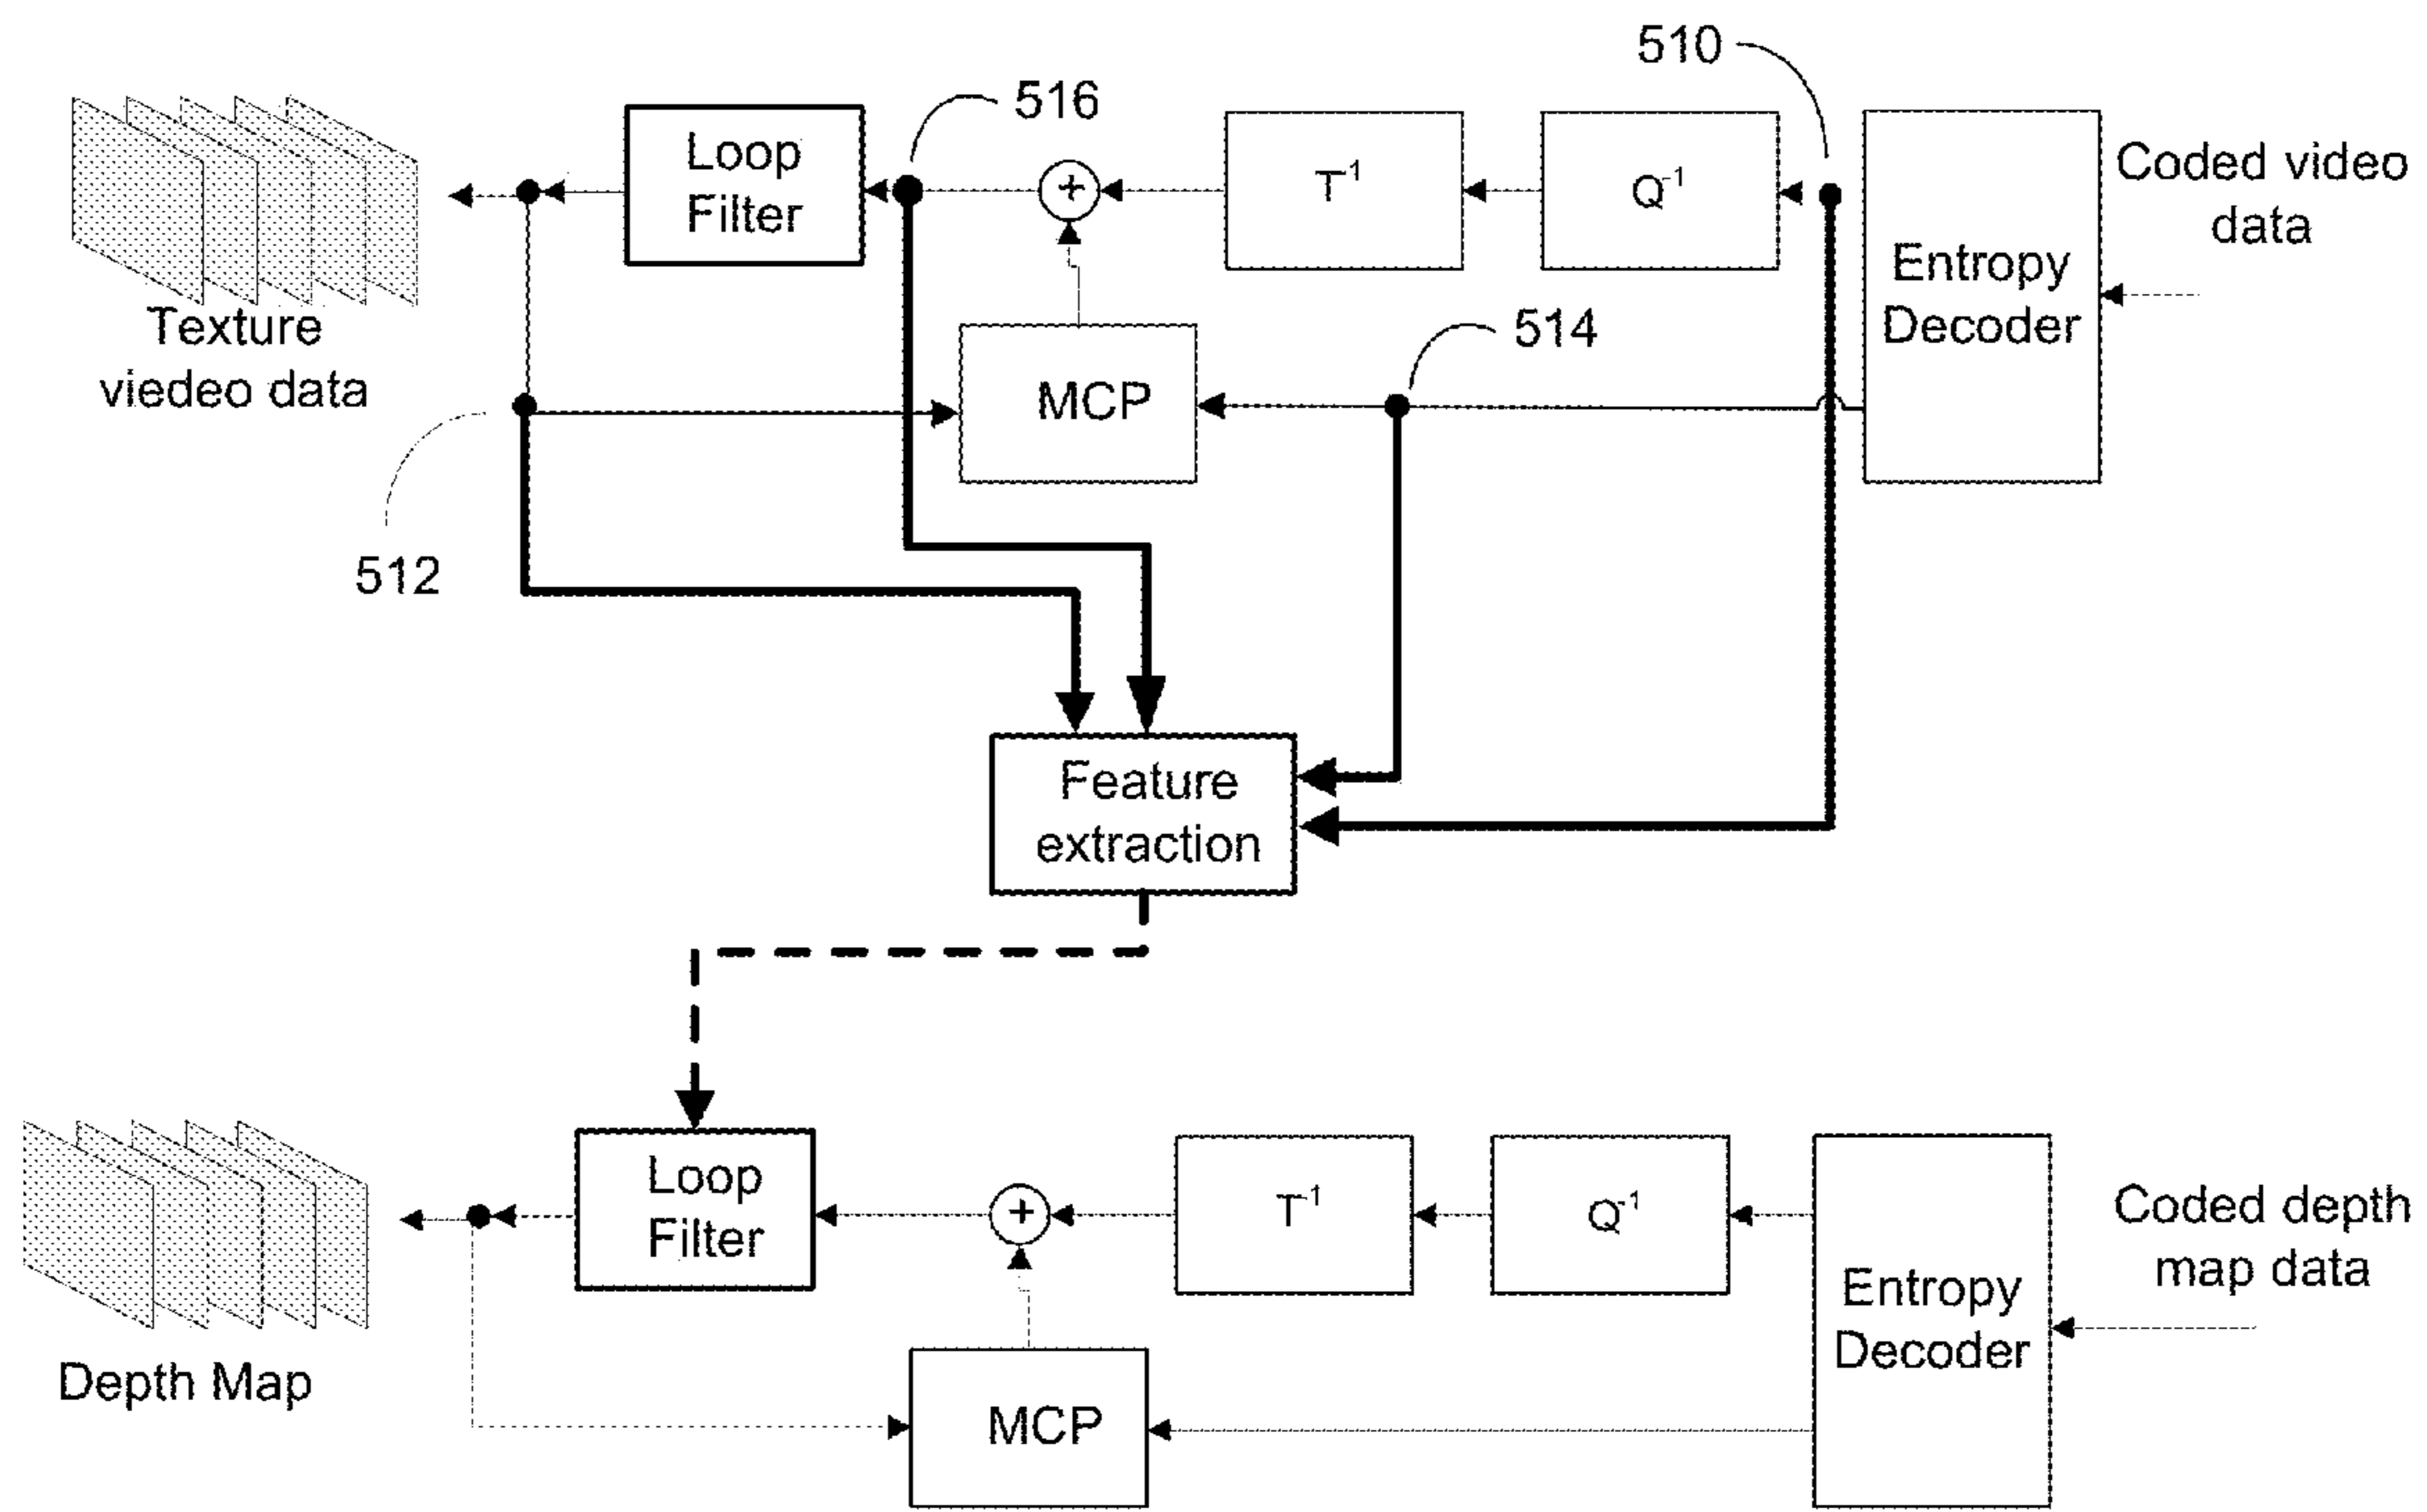 510
516
Loop
Filter
+
T-1
Q-1
Entropy
Decoder
Coded video
data
Texture
viedeo data
MCP
514
512
Feature
extraction
Loop
Filter
+
T-1
Q-1
Entropy
Decoder
Coded depth
map data
Depth Map
MCP